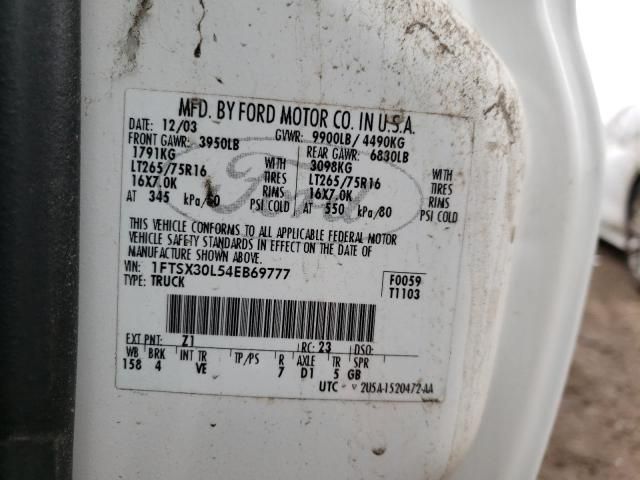 MFD. BY FORD MOTOR CO. IN U.S.A.
DATE: 12/03 GVWR: 9900LB/ 4490KG
FRONT GAWR: 3950LB REAR GAWR: 6830LB
1791KG WITH 3098KG WITH
LT265/75R16 TIRES LT265/75R16 TIRES
16X7.0K RIMS 16X7.0K RIMS
AT 345 kPa/50 PSI COLD AT 550 kPa/80 PSI COLD
Ford
THIS VEHICLE CONFORMS TO ALL APPLICABLE FEDERAL MOTOR
VEHICLE SAFETY STANDARDS IN EFFECT ON THE DATE OF
MANUFACTURE SHOWN ABOVE.
VIN: 1FTSX30L54EB69777 F0059
TYPE: TRUCK T1103
EXT PNT: Z1 RC: 23 DSO:
WB BRK INT TR TP/PS R AXLE TR SPR
158 4 VE 7 D1 5 GB
UTC 2U5A-1520472-AA